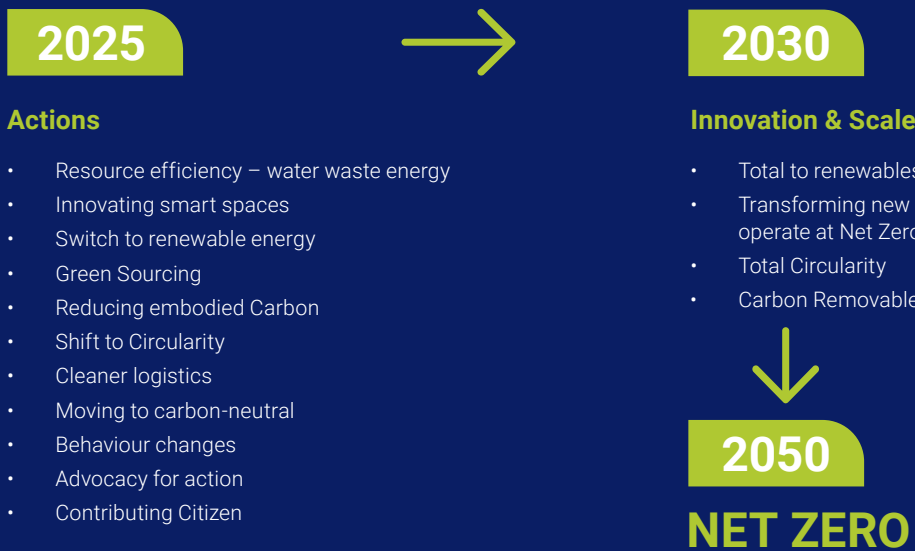 2025
Actions
• Resource efficiency – water waste energy
• Innovating smart spaces
• Switch to renewable energy
• Green Sourcing
• Reducing embodied Carbon
• Shift to Circularity
• Cleaner logistics
• Moving to carbon-neutral
• Behaviour changes
• Advocacy for action
• Contributing Citizen
2030
Innovation & Scale
• Total to renewables
• Transforming new
operate at Net Zero
• Total Circularity
• Carbon Removable
2050
NET ZERO